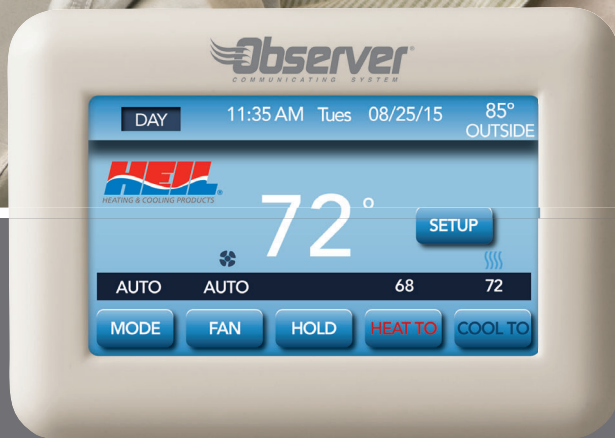 Observer®
COMMUNICATING SYSTEM
DAY 11:35 AM Tues 08/25/15 85°
OUTSIDE
HEIL®
HEATING & COOLING PRODUCTS
72°
SETUP
AUTO AUTO 68 72
MODE FAN HOLD HEAT TO COOL TO